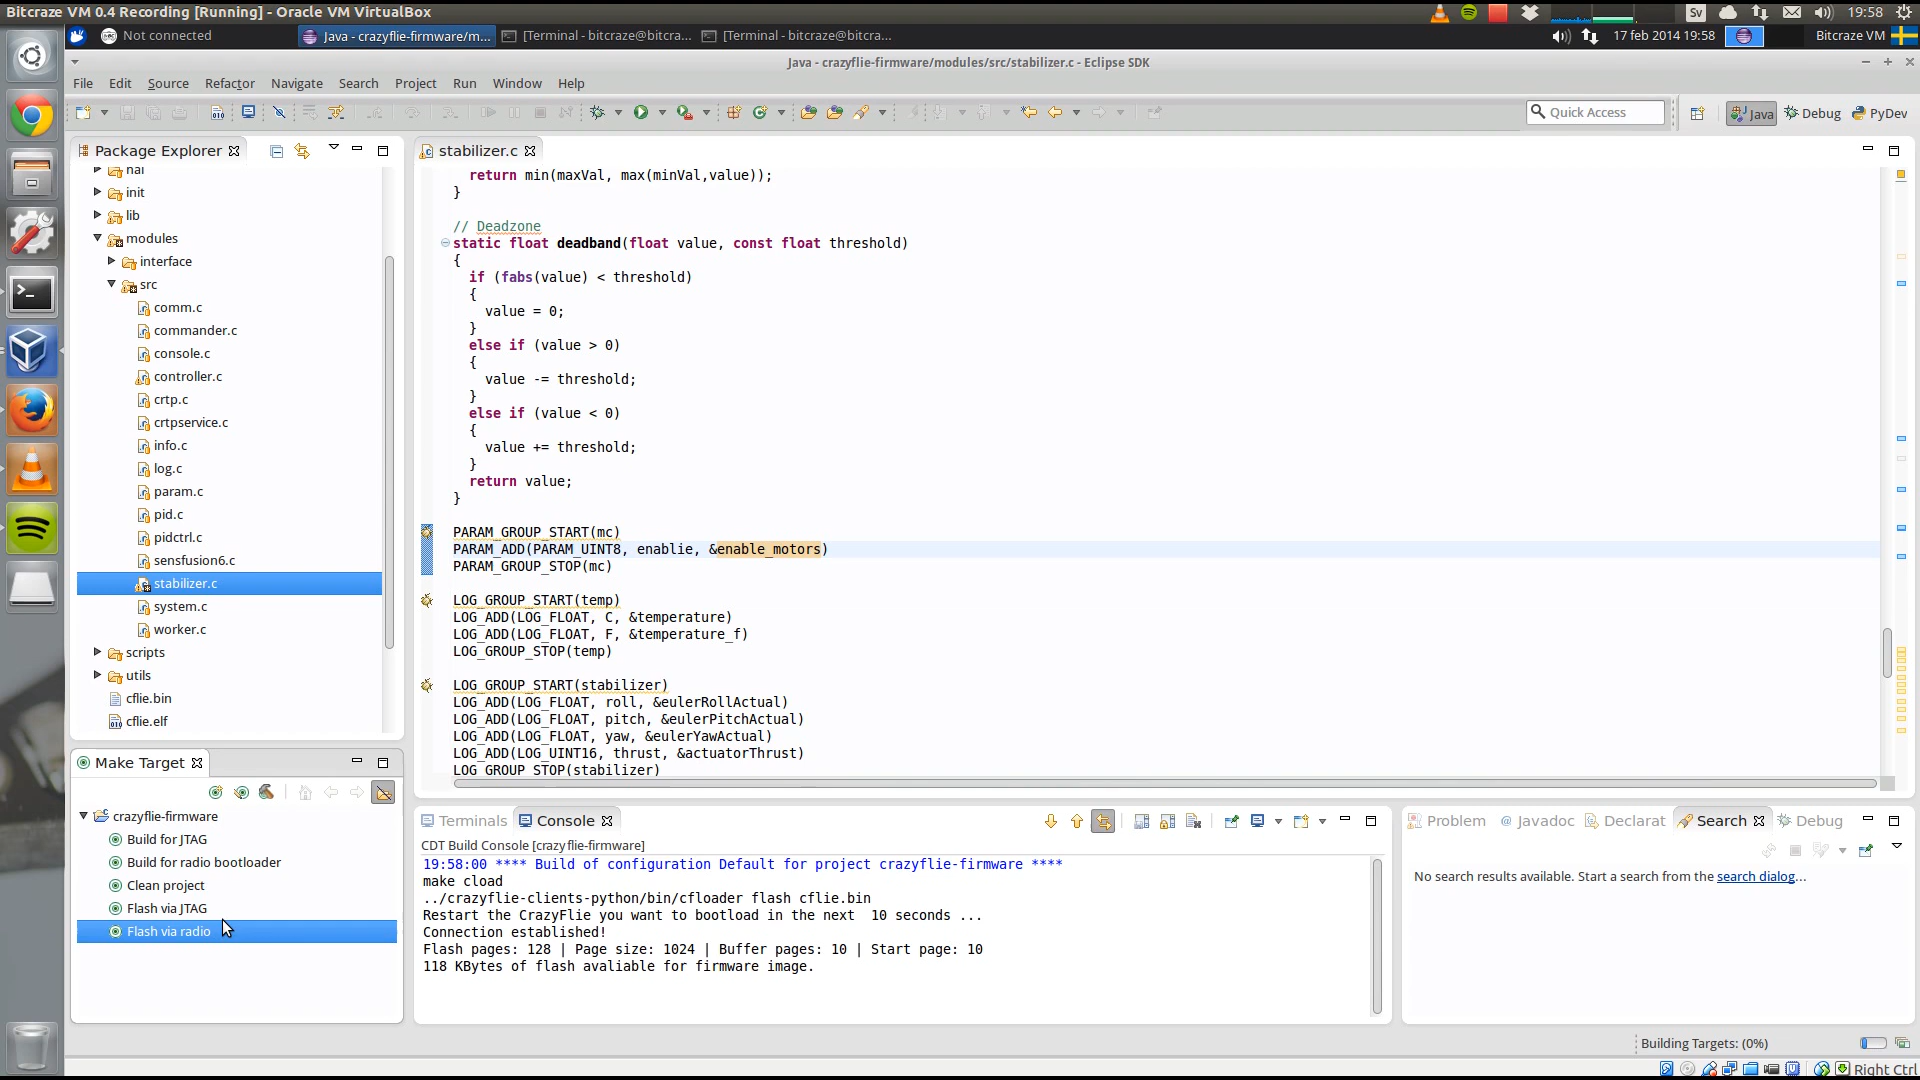 Bitcraze VM 0.4 Recording [Running] - Oracle VM VirtualBox
Sv
19:58
Not connected
Java - crazyflie-firmware/m...
[Terminal - bitcraze@bitcra...
[Terminal - bitcraze@bitcra...
17 feb 2014 19:58
Bitcraze VM
Java - crazyflie-firmware/modules/src/stabilizer.c - Eclipse SDK
File Edit Source Refactor Navigate Search Project Run Window Help
Quick Access
Java
Debug
PyDev
Package Explorer
hal
init
lib
modules
interface
src
comm.c
commander.c
console.c
controller.c
crtp.c
crtpservice.c
info.c
log.c
param.c
pid.c
pidctrl.c
sensfusion6.c
stabilizer.c
system.c
worker.c
scripts
utils
cflie.bin
cflie.elf
Make Target
crazyflie-firmware
Build for JTAG
Build for radio bootloader
Clean project
Flash via JTAG
Flash via radio
stabilizer.c
return min(maxVal, max(minVal,value));
}
// Deadzone
static float deadband(float value, const float threshold)
{
if (fabs(value) < threshold)
{
value = 0;
}
else if (value > 0)
{
value -= threshold;
}
else if (value < 0)
{
value += threshold;
}
return value;
}
PARAM_GROUP_START(mc)
PARAM_ADD(PARAM_UINT8, enablie, &enable_motors)
PARAM_GROUP_STOP(mc)
LOG_GROUP_START(temp)
LOG_ADD(LOG_FLOAT, C, &temperature)
LOG_ADD(LOG_FLOAT, F, &temperature_f)
LOG_GROUP_STOP(temp)
LOG_GROUP_START(stabilizer)
LOG_ADD(LOG_FLOAT, roll, &eulerRollActual)
LOG_ADD(LOG_FLOAT, pitch, &eulerPitchActual)
LOG_ADD(LOG_FLOAT, yaw, &eulerYawActual)
LOG_ADD(LOG_UINT16, thrust, &actuatorThrust)
LOG_GROUP_STOP(stabilizer)
Terminals
Console
CDT Build Console [crazyflie-firmware]
19:58:00 **** Build of configuration Default for project crazyflie-firmware ****
make cload
../crazyflie-clients-python/bin/cfloader flash cflie.bin
Restart the CrazyFlie you want to bootload in the next  10 seconds ...
Connection established!
Flash pages: 128 | Page size: 1024 | Buffer pages: 10 | Start page: 10
118 KBytes of flash avaliable for firmware image.
Problem
@ Javadoc
Declarat
Search
Debug
No search results available. Start a search from the search dialog...
Building Targets: (0%)
Right Ctrl